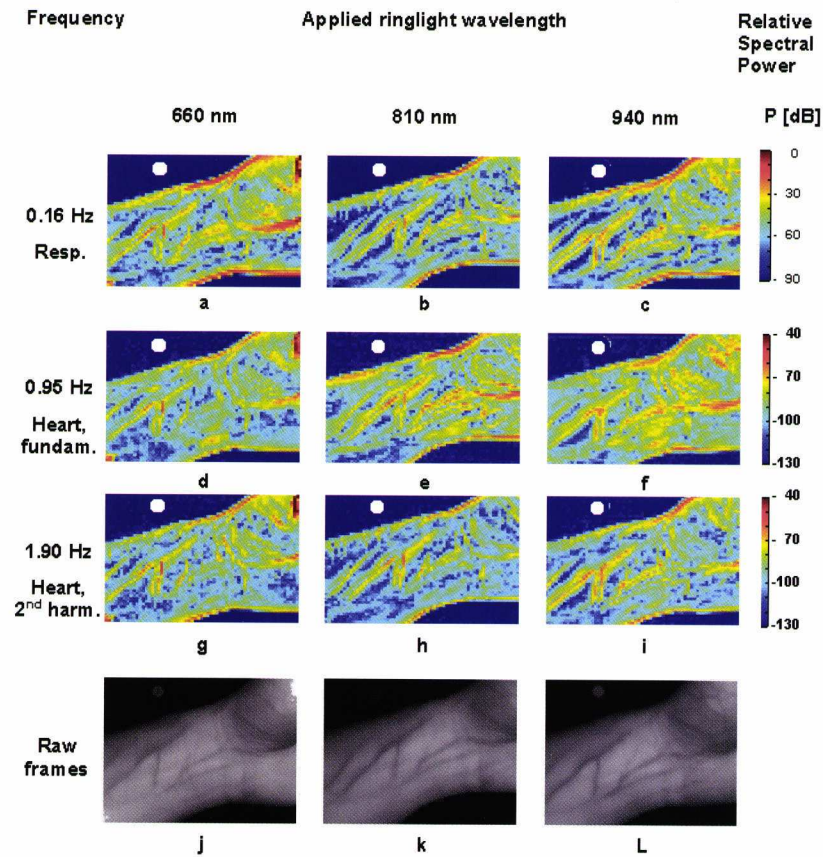 Frequency
Applied ringlight wavelength
Relative
Spectral
Power
660 nm
810 nm
940 nm
P [dB]
0.16 Hz
Resp.
0
- 30
- 60
- 90
a
b
c
0.95 Hz
Heart,
fundam.
- 40
- 70
-100
-130
d
e
f
1.90 Hz
Heart,
2nd harm.
- 40
- 70
-100
-130
g
h
i
Raw
frames
j
k
L